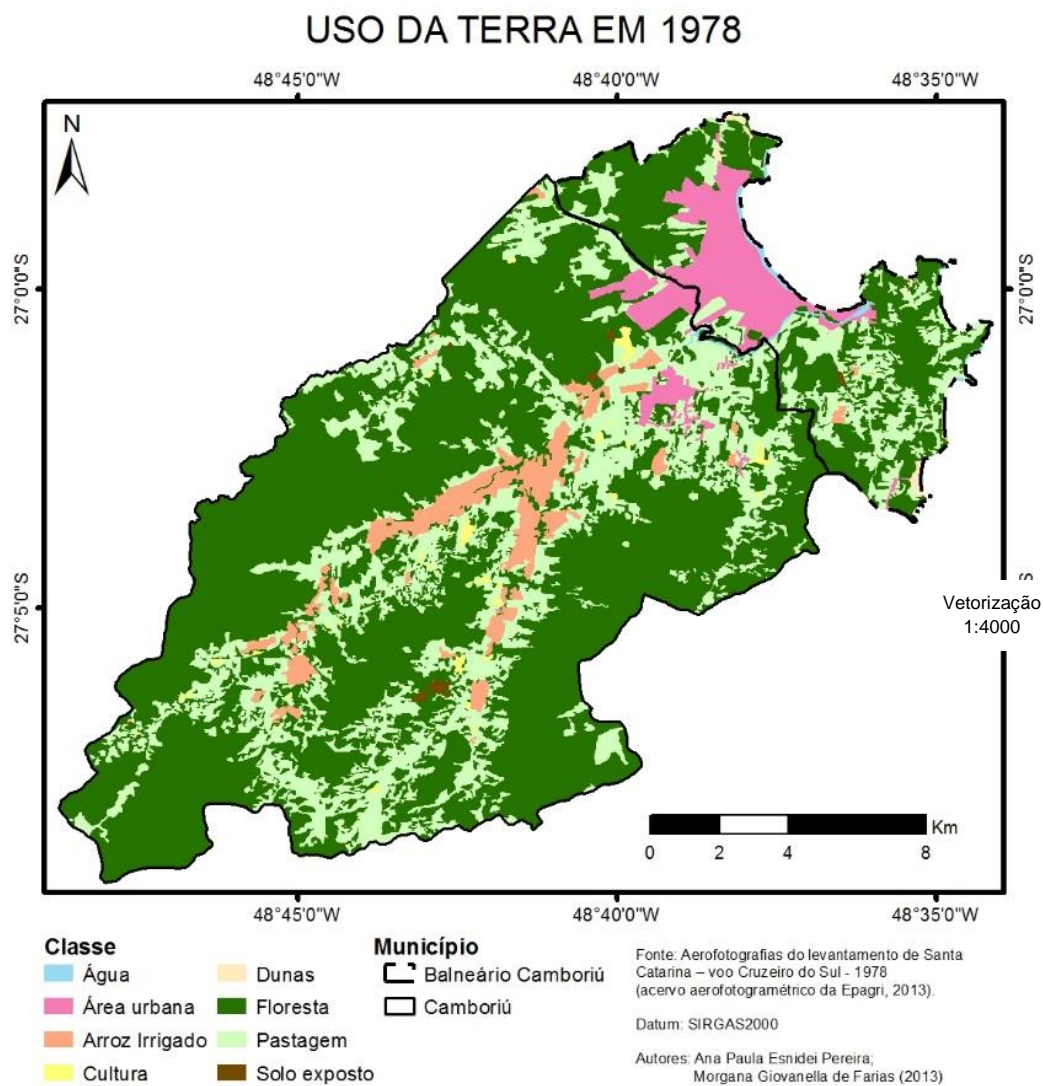 USO DA TERRA EM 1978
48°45'0"W 48°40'0"W 48°35'0"W
N
27°0'0"S 27°0'0"S
27°5'0"S
S
Vetorização
1:4000
Km
0 2 4 8
48°45'0"W 48°40'0"W 48°35'0"W
Classe
Água
Área urbana
Arroz Irrigado
Cultura
Dunas
Floresta
Pastagem
Solo exposto
Município
Balneário Camboriú
Camboriú
Fonte: Aerofotografias do levantamento de Santa
Catarina – voo Cruzeiro do Sul - 1978
(acervo aerofotogramétrico da Epagri, 2013).
Datum: SIRGAS2000
Autores: Ana Paula Esnidei Pereira;
Morgana Giovanella de Farias (2013)